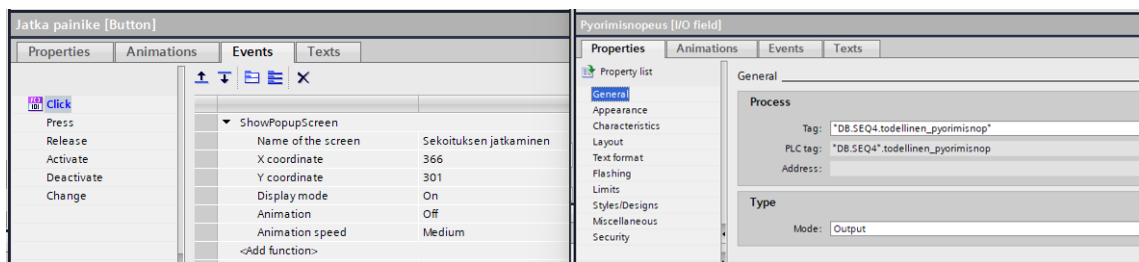 Jatka painike [Button]
Properties Animations Events Texts
Click
Press
Release
Activate
Deactivate
Change
ShowPopupScreen
Name of the screen Sekoituksen jatkaminen
X coordinate 366
Y coordinate 301
Display mode On
Animation Off
Animation speed Medium
<Add function>
Pyorimisnopeus [I/O field]
Properties Animations Events Texts
Property list
General
Appearance
Characteristics
Layout
Text format
Flashing
Limits
Styles/Designs
Miscellaneous
Security
General
Process
Tag: "DB.SEQ4.todellinen_pyorimisnop"
PLC tag: "DB.SEQ4".todellinen_pyorimisnop
Address:
Type
Mode: Output